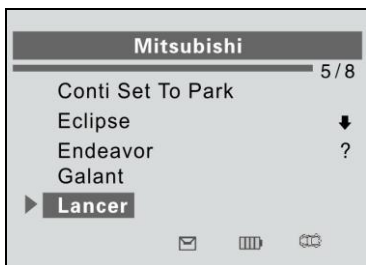 Mitsubishi
5/8
Conti Set To Park
Eclipse
Endeavor ?
Galant
Lancer